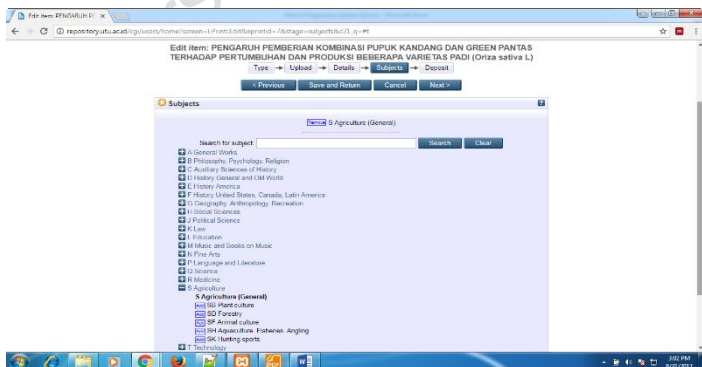 Edit item: PENGARUH P
repository.utu.ac.id/cgi/users/home?screen=EPrint::Edit&eprintid=7&stage=subjects&c31_q=#t
Edit item: PENGARUH PEMBERIAN KOMBINASI PUPUK KANDANG DAN GREEN PANTAS
TERHADAP PERTUMBUHAN DAN PRODUKSI BEBERAPA VARIETAS PADI (Oriza sativa L)
Type → Upload → Details → Subjects → Deposit
< Previous Save and Return Cancel Next >
Subjects
Remove S Agriculture (General)
Search for subject: Search Clear
A General Works
B Philosophy. Psychology. Religion
C Auxiliary Sciences of History
D History General and Old World
E History America
F History United States, Canada, Latin America
G Geography. Anthropology. Recreation
H Social Sciences
J Political Science
K Law
L Education
M Music and Books on Music
N Fine Arts
P Language and Literature
Q Science
R Medicine
S Agriculture
S Agriculture (General)
Add SB Plant culture
Add SD Forestry
Add SF Animal culture
Add SH Aquaculture. Fisheries. Angling
Add SK Hunting sports
T Technology
3:02 PM